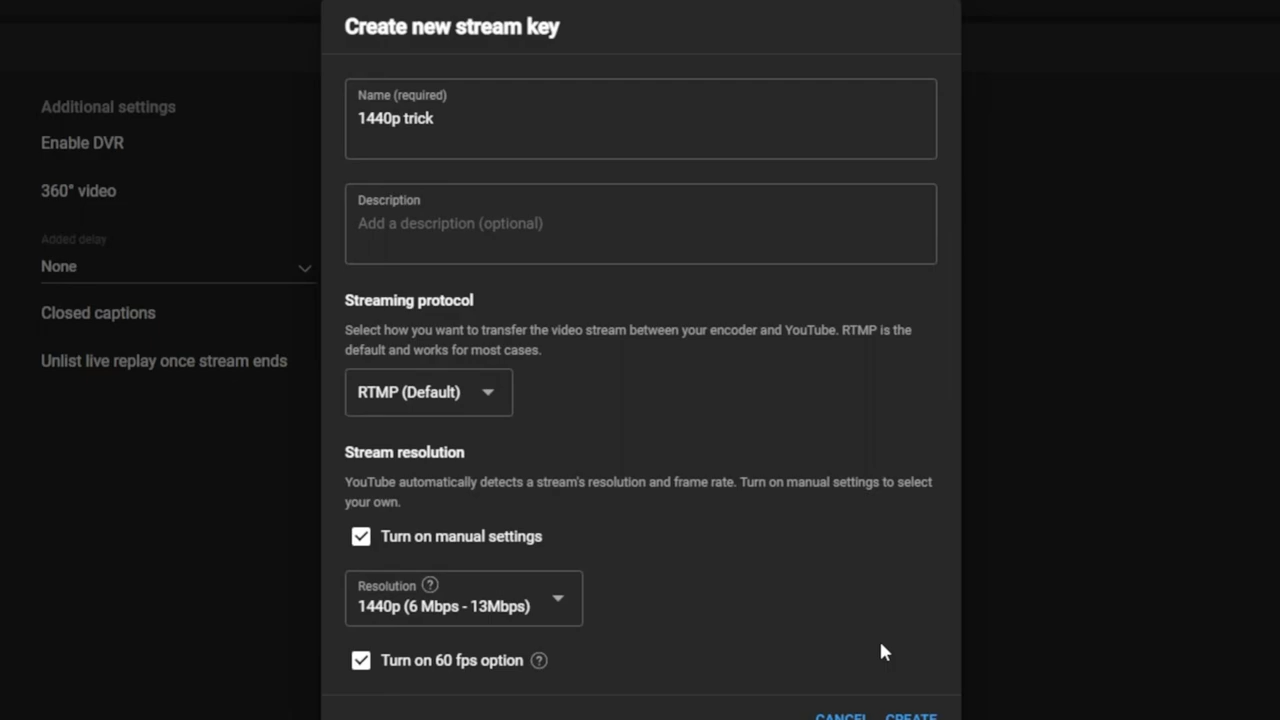 Create new stream key
Name (required)
1440p trick
Additional settings
Enable DVR
360° video
Added delay
None
Closed captions
Unlist live replay once stream ends
Description
Add a description (optional)
Streaming protocol
Select how you want to transfer the video stream between your encoder and YouTube. RTMP is the
default and works for most cases.
RTMP (Default)
Stream resolution
YouTube automatically detects a stream's resolution and frame rate. Turn on manual settings to select
your own.
Turn on manual settings
Resolution ?
1440p (6 Mbps - 13Mbps)
Turn on 60 fps option ?
CANCEL CREATE